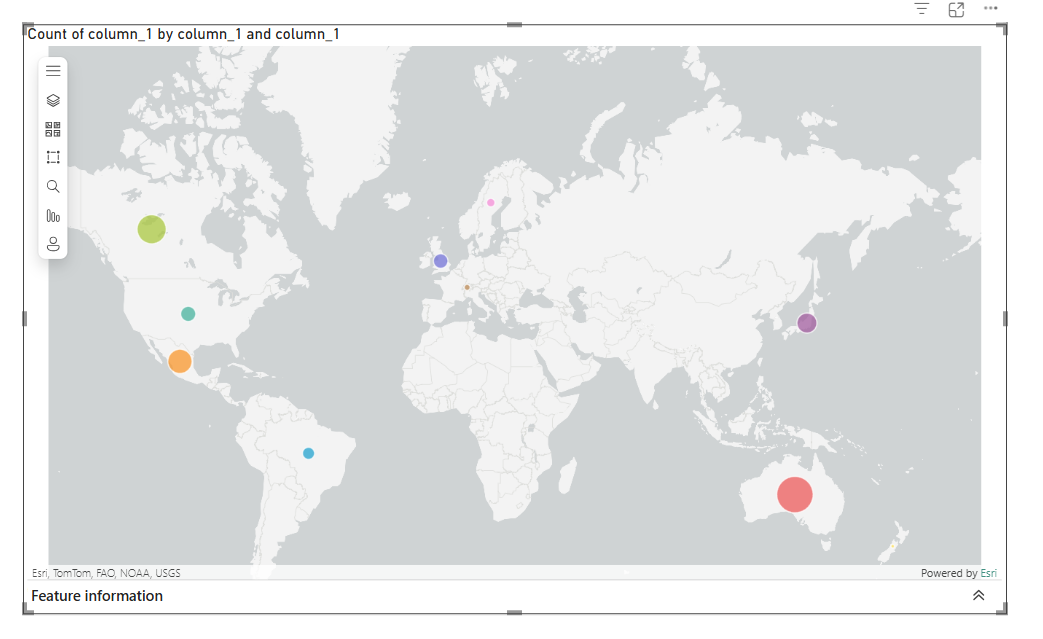 Count of column_1 by column_1 and column_1
Esri, TomTom, FAO, NOAA, USGS
Powered by Esri
Feature information